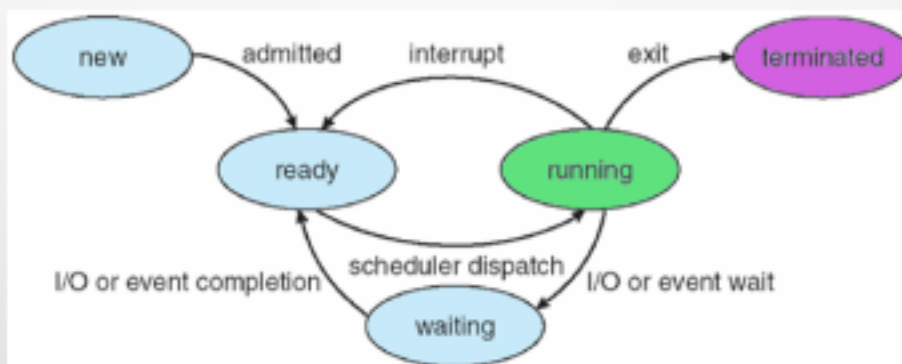 new
admitted
interrupt
exit
terminated
ready
running
I/O or event completion
scheduler dispatch
I/O or event wait
waiting